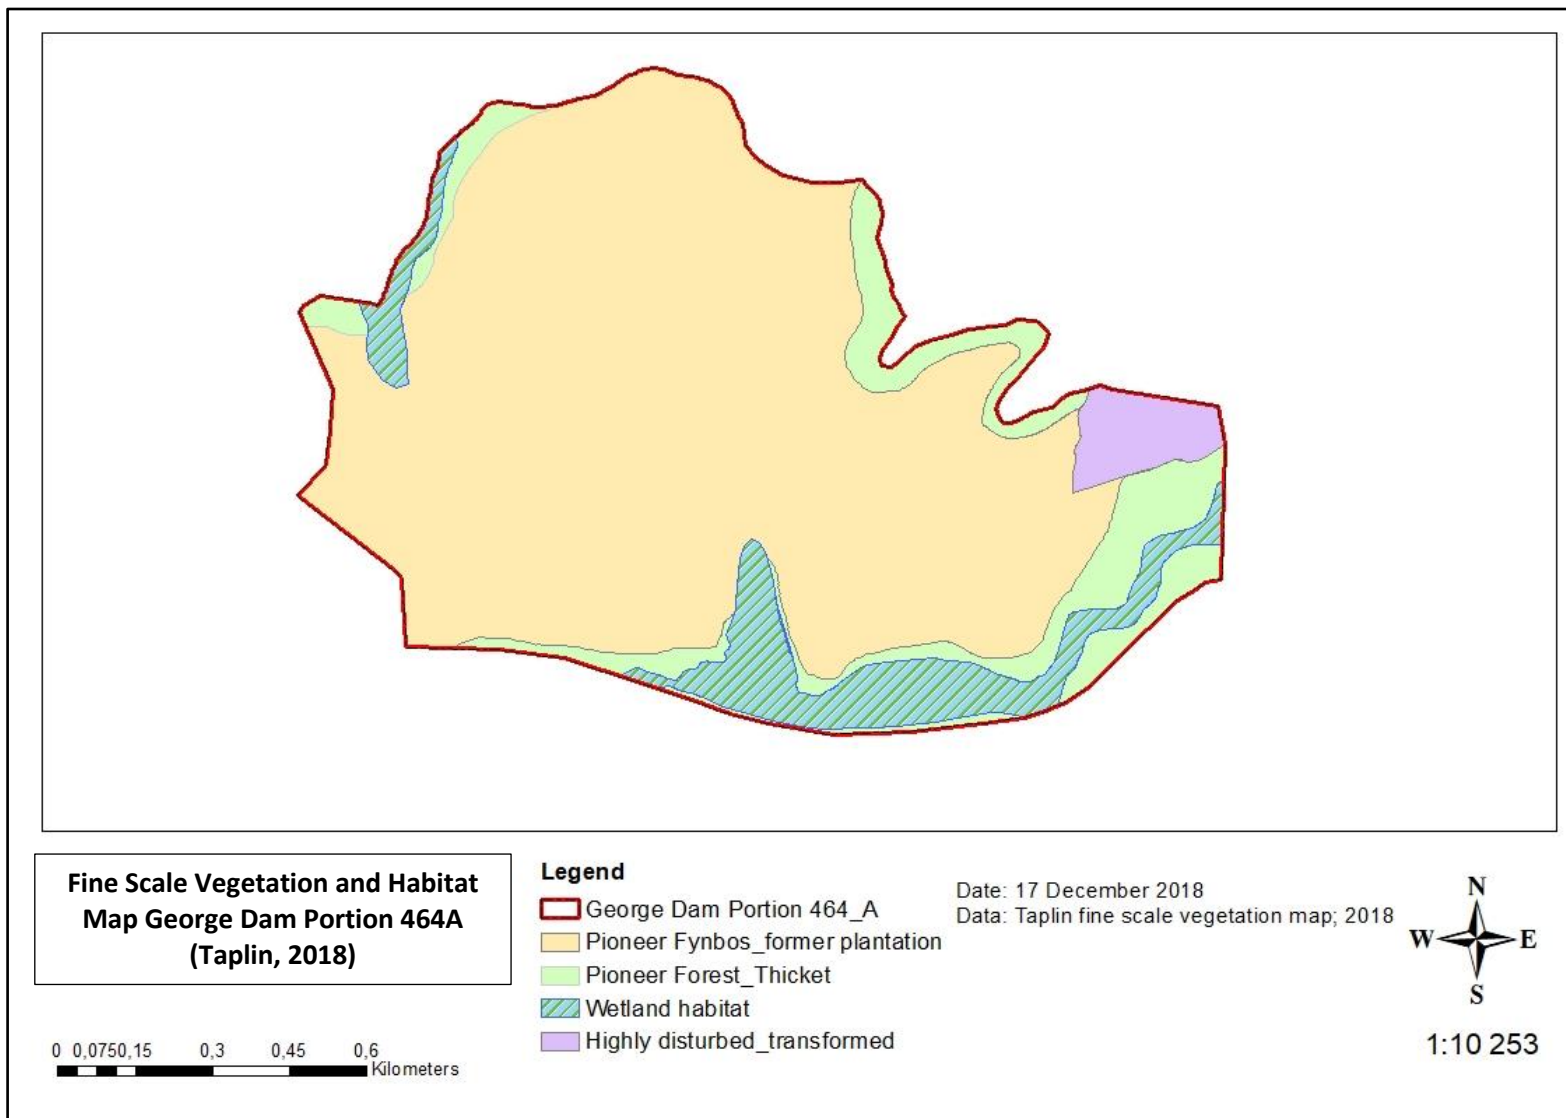 Fine Scale Vegetation and Habitat
Map George Dam Portion 464A
(Taplin, 2018)
0 0,0750,15 0,3 0,45 0,6
Kilometers
Legend
George Dam Portion 464_A
Pioneer Fynbos_former plantation
Pioneer Forest_Thicket
Wetland habitat
Highly disturbed_transformed
Date: 17 December 2018
Data: Taplin fine scale vegetation map; 2018
N
W E
S
1:10 253